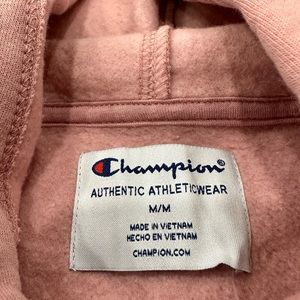 Champion®
AUTHENTIC ATHLETICWEAR
M/M
MADE IN VIETNAM
HECHO EN VIETNAM
CHAMPION.COM